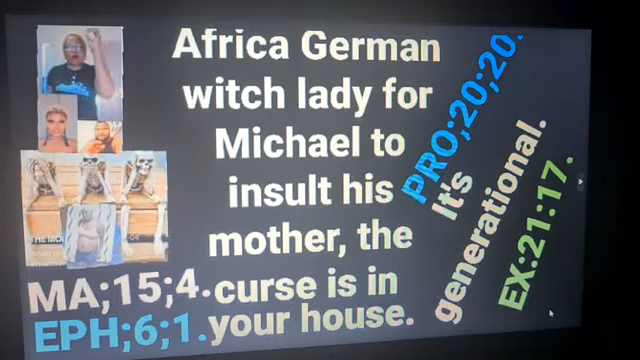 Africa German
witch lady for
Michael to
insult his
mother, the
curse is in
your house.
MA;15;4.
EPH;6;1.
PRO;20;20.
It's
generational.
EX:21:17.